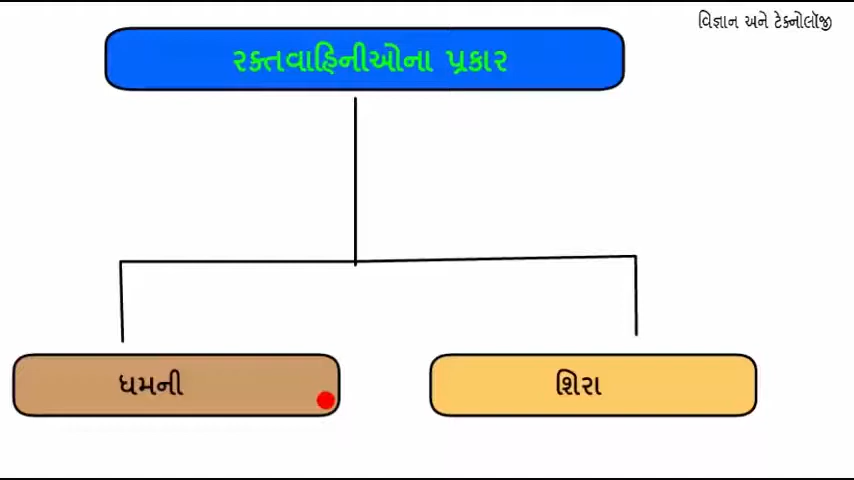 વિજ્ઞાન અને ટેક્નોલૉજી
રક્તવાહિનીઓના પ્રકાર
ધમની
શિરા